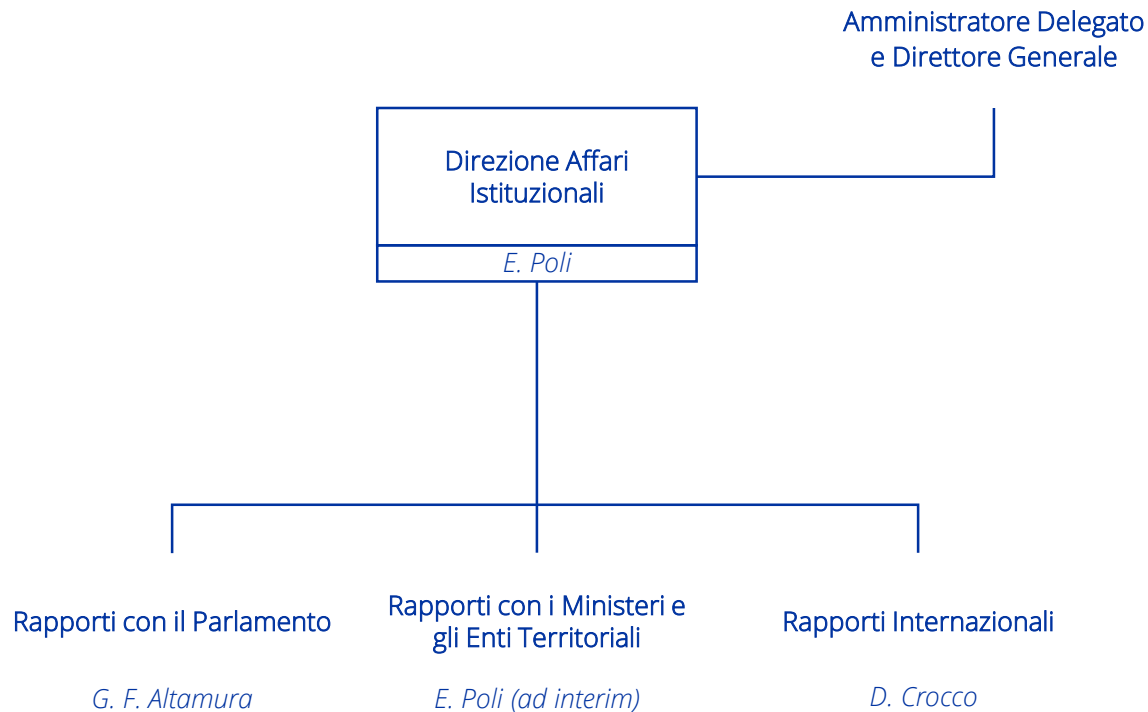 Amministratore Delegato
e Direttore Generale
Direzione Affari
Istituzionali
E. Poli
Rapporti con il Parlamento
G. F. Altamura
Rapporti con i Ministeri e
gli Enti Territoriali
E. Poli (ad interim)
Rapporti Internazionali
D. Crocco